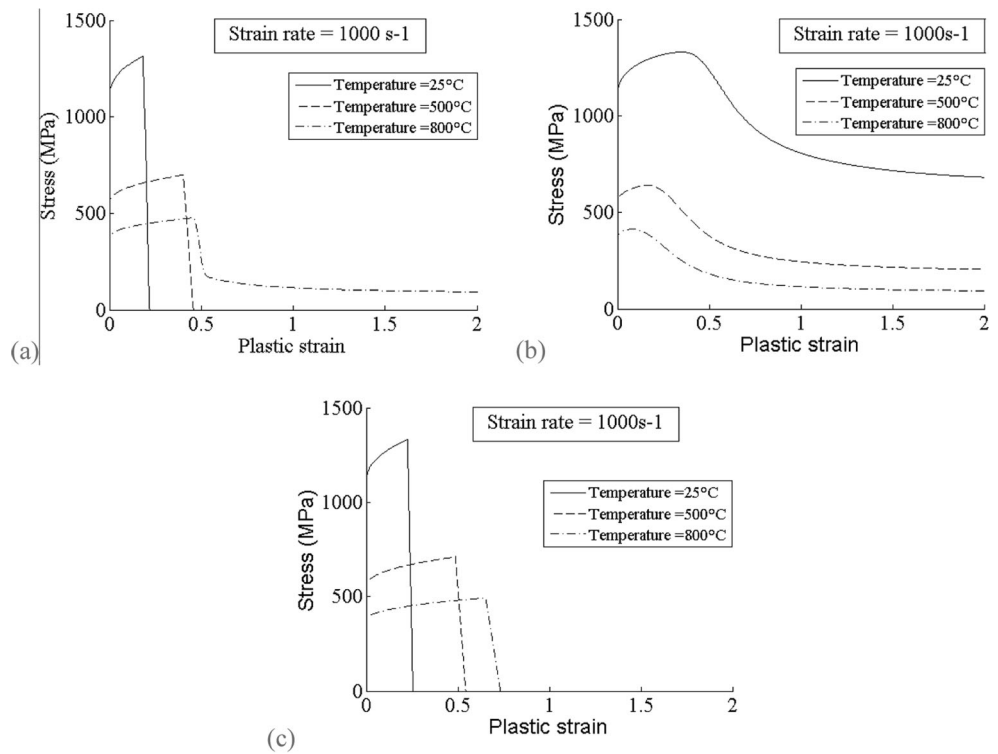 1500
Strain rate = 1000 s-1
Temperature =25°C
Temperature =500°C
Temperature =800°C
1000
500
0
Stress (MPa)
0 0.5 1 1.5 2
Plastic strain
(a)
1500
Strain rate = 1000s-1
Temperature =25°C
Temperature =500°C
Temperature =800°C
1000
500
0
Stress (MPa)
0 0.5 1 1.5 2
Plastic strain
(b)
1500
Strain rate = 1000s-1
Temperature =25°C
Temperature =500°C
Temperature =800°C
1000
500
0
Stress (MPa)
0 0.5 1 1.5 2
Plastic strain
(c)